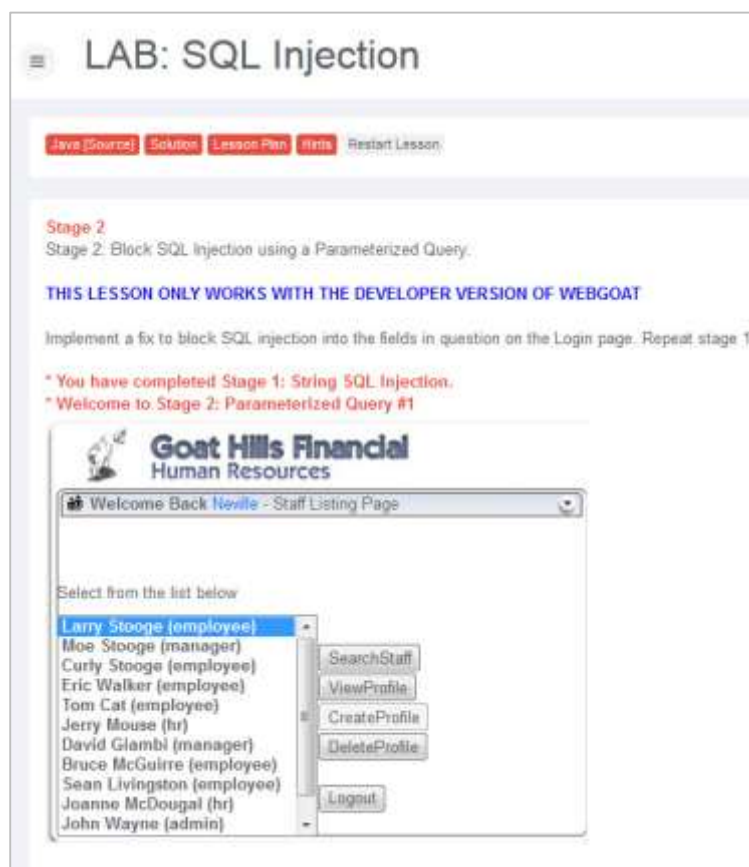 LAB: SQL Injection
Java [Source] Solution Lesson Plan Hints Restart Lesson
Stage 2
Stage 2: Block SQL Injection using a Parameterized Query.
THIS LESSON ONLY WORKS WITH THE DEVELOPER VERSION OF WEBGOAT
Implement a fix to block SQL injection into the fields in question on the Login page. Repeat stage 1
* You have completed Stage 1: String SQL Injection.
* Welcome to Stage 2: Parameterized Query #1
Goat Hills Financial
Human Resources
Welcome Back Neville - Staff Listing Page
Select from the list below
Larry Stooge (employee)
Moe Stooge (manager)
Curly Stooge (employee)
Eric Walker (employee)
Tom Cat (employee)
Jerry Mouse (hr)
David Giambi (manager)
Bruce McGuirre (employee)
Sean Livingston (employee)
Joanne McDougal (hr)
John Wayne (admin)
SearchStaff
ViewProfile
CreateProfile
DeleteProfile
Logout